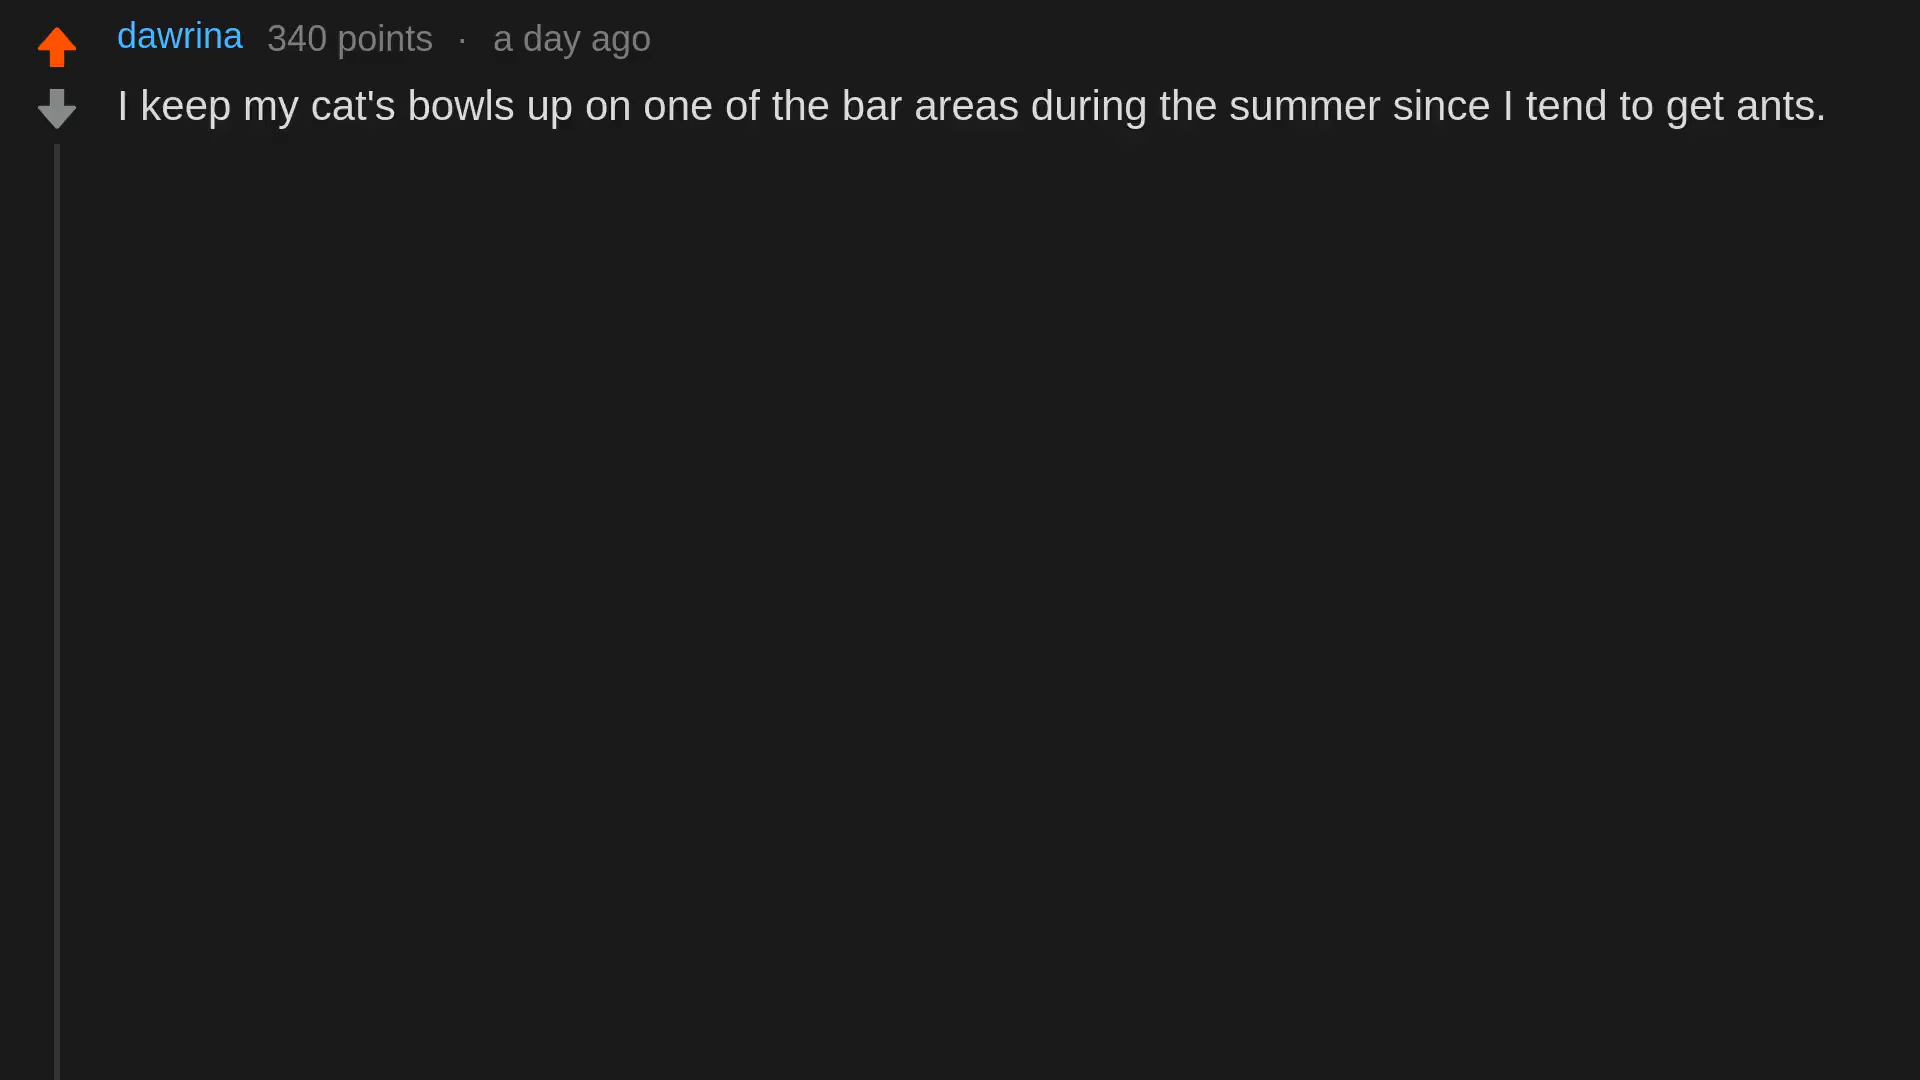 dawrina 340 points · a day ago
I keep my cat's bowls up on one of the bar areas during the summer since I tend to get ants.